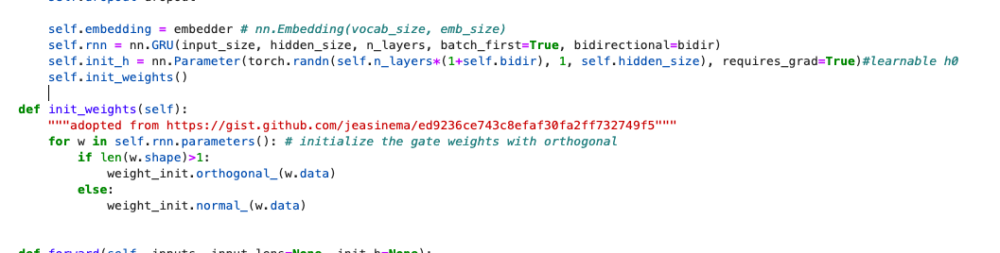 self.embedding = embedder # nn.Embedding(vocab_size, emb_size)
self.rnn = nn.GRU(input_size, hidden_size, n_layers, batch_first=True, bidirectional=bidir)
self.init_h = nn.Parameter(torch.randn(self.n_layers*(1+self.bidir), 1, self.hidden_size), requires_grad=True)#learnable h0
self.init_weights()
def init_weights(self):
"""adopted from https://gist.github.com/jeasinema/ed9236ce743c8efaf30fa2ff732749f5"""
for w in self.rnn.parameters(): # initialize the gate weights with orthogonal
if len(w.shape)>1:
weight_init.orthogonal_(w.data)
else:
weight_init.normal_(w.data)
def forward(self, inputs, input_lens=None, init_h=None):